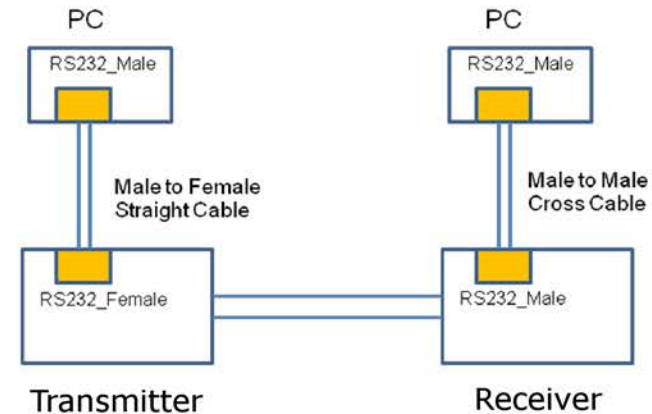 PC
PC
RS232_Male
RS232_Male
Male to Female
Straight Cable
Male to Male
Cross Cable
RS232_Female
RS232_Male
Transmitter
Receiver